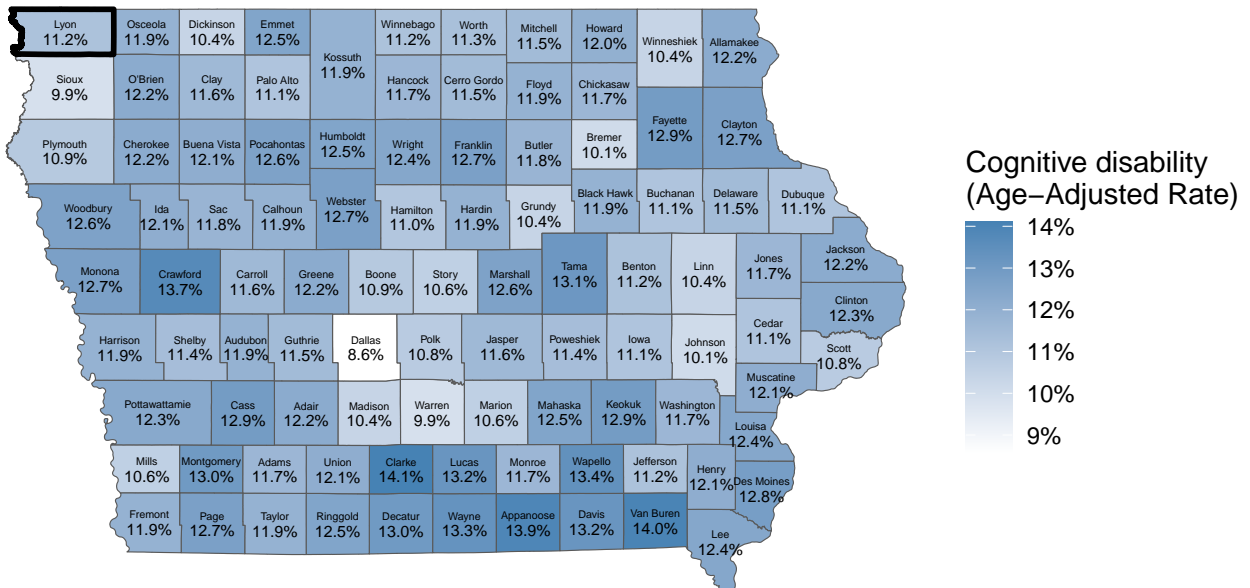 Lyon
11.2%
Osceola
11.9%
Dickinson
10.4%
Emmet
12.5%
Kossuth
11.9%
Winnebago
11.2%
Worth
11.3%
Mitchell
11.5%
Howard
12.0%
Winneshiek
10.4%
Allamakee
12.2%
Sioux
9.9%
O'Brien
12.2%
Clay
11.6%
Palo Alto
11.1%
Hancock
11.7%
Cerro Gordo
11.5%
Floyd
11.9%
Chickasaw
11.7%
Plymouth
10.9%
Cherokee
12.2%
Buena Vista
12.1%
Pocahontas
12.6%
Humboldt
12.5%
Wright
12.4%
Franklin
12.7%
Butler
11.8%
Bremer
10.1%
Fayette
12.9%
Clayton
12.7%
Woodbury
12.6%
Ida
12.1%
Sac
11.8%
Calhoun
11.9%
Webster
12.7%
Hamilton
11.0%
Hardin
11.9%
Grundy
10.4%
Black Hawk
11.9%
Buchanan
11.1%
Delaware
11.5%
Dubuque
11.1%
Monona
12.7%
Crawford
13.7%
Carroll
11.6%
Greene
12.2%
Boone
10.9%
Story
10.6%
Marshall
12.6%
Tama
13.1%
Benton
11.2%
Linn
10.4%
Jones
11.7%
Jackson
12.2%
Clinton
12.3%
Harrison
11.9%
Shelby
11.4%
Audubon
11.9%
Guthrie
11.5%
Dallas
8.6%
Polk
10.8%
Jasper
11.6%
Poweshiek
11.4%
Iowa
11.1%
Johnson
10.1%
Cedar
11.1%
Scott
10.8%
Muscatine
12.1%
Pottawattamie
12.3%
Cass
12.9%
Adair
12.2%
Madison
10.4%
Warren
9.9%
Marion
10.6%
Mahaska
12.5%
Keokuk
12.9%
Washington
11.7%
Louisa
12.4%
Mills
10.6%
Montgomery
13.0%
Adams
11.7%
Union
12.1%
Clarke
14.1%
Lucas
13.2%
Monroe
11.7%
Wapello
13.4%
Jefferson
11.2%
Henry
12.1%
Des Moines
12.8%
Fremont
11.9%
Page
12.7%
Taylor
11.9%
Ringgold
12.5%
Decatur
13.0%
Wayne
13.3%
Appanoose
13.9%
Davis
13.2%
Van Buren
14.0%
Lee
12.4%
Cognitive disability
(Age−Adjusted Rate)
14%
13%
12%
11%
10%
9%